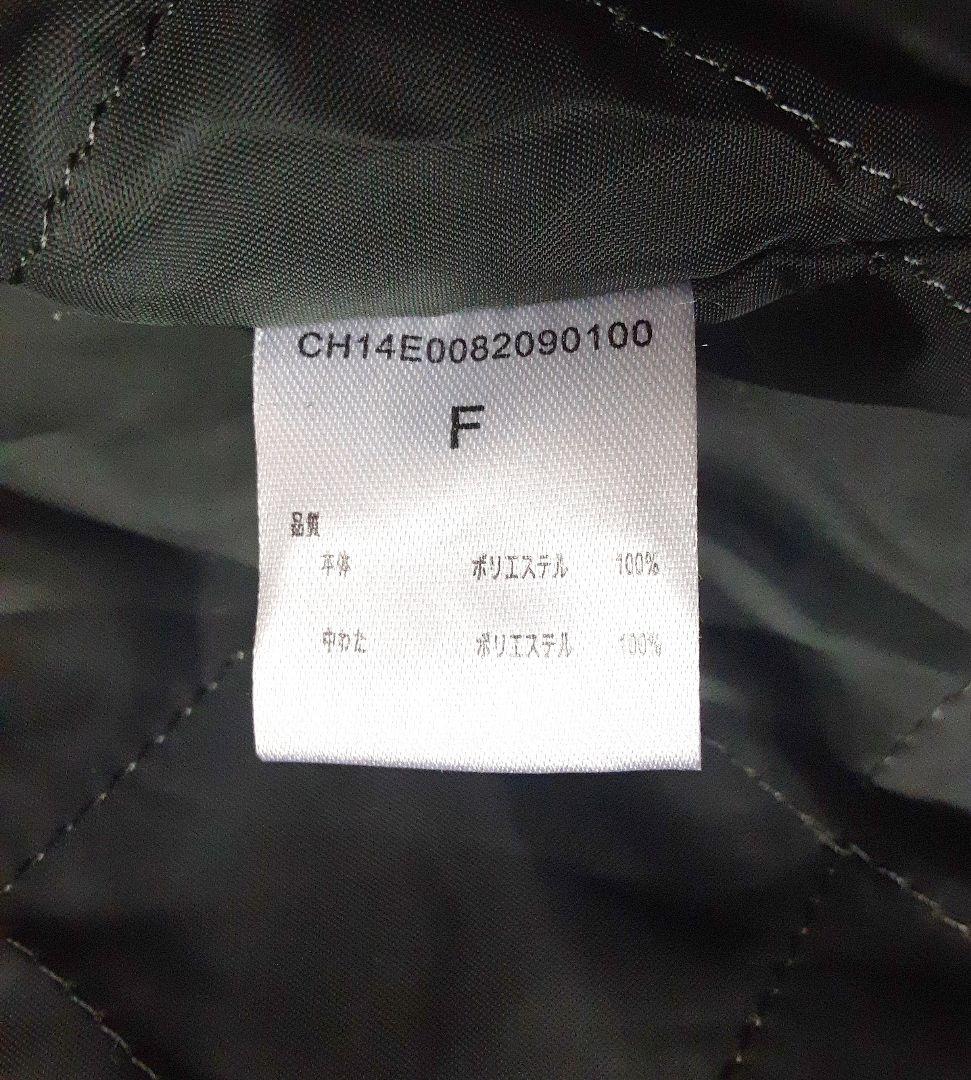 CH14E0082090100
F
品質
本体 ポリエステル 100%
中わた ポリエステル 100%